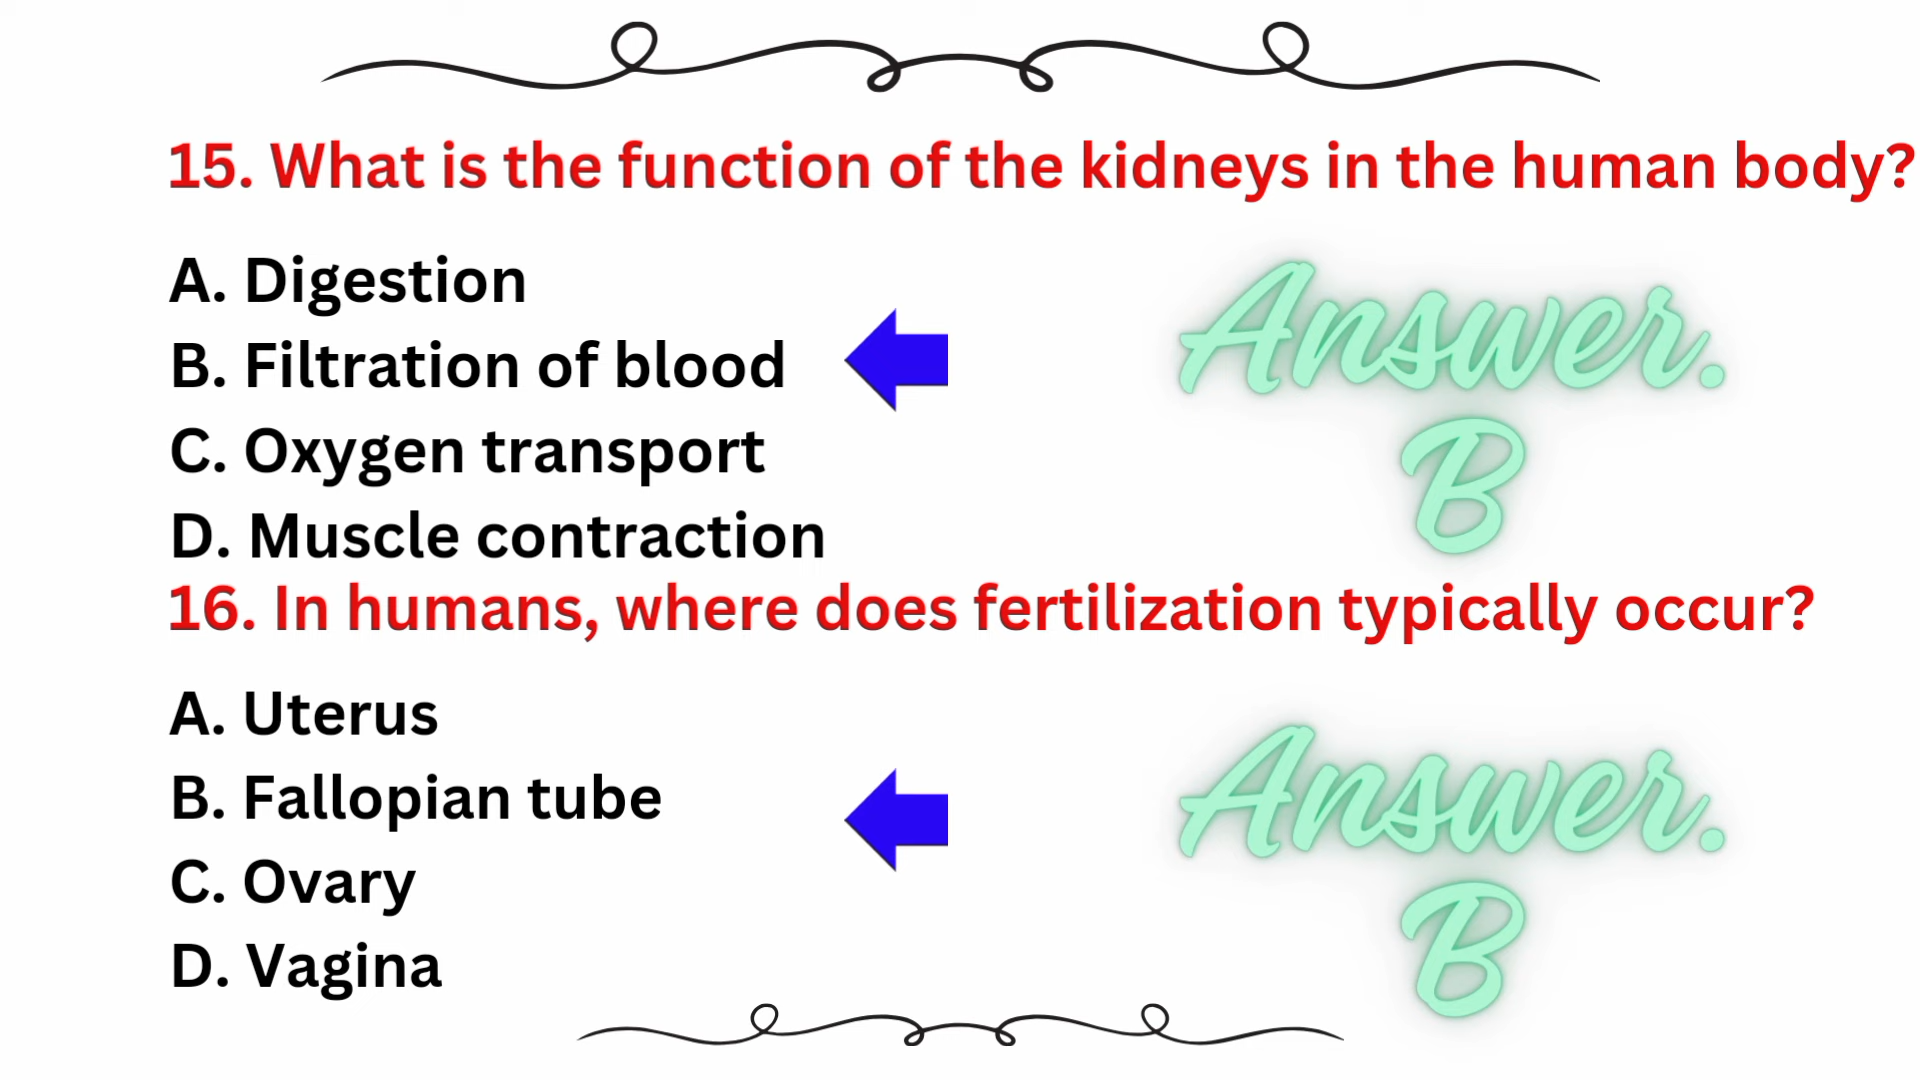 15. What is the function of the kidneys in the human body?
A. Digestion
B. Filtration of blood
C. Oxygen transport
D. Muscle contraction
Answer.
B
16. In humans, where does fertilization typically occur?
A. Uterus
B. Fallopian tube
C. Ovary
D. Vagina
Answer.
B